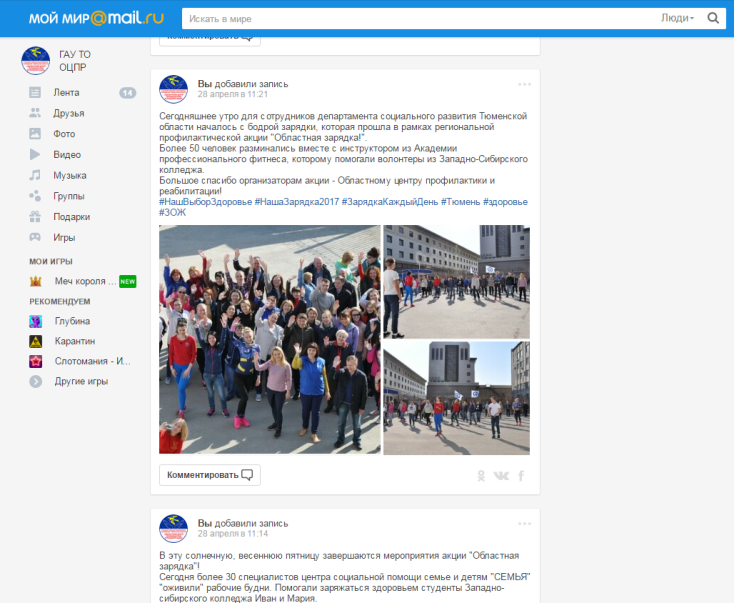 МОЙ МИР@mail.ru
Искать в мире
Люди
ГАУ ТО
ОЦПР
Лента 14
Друзья
Фото
Видео
Музыка
Группы
Подарки
Игры
МОИ ИГРЫ
Меч короля ... NEW
РЕКОМЕНДУЕМ
Глубина
Карантин
Слотомания - И...
Другие игры
Комментировать
Вы добавили запись
28 апреля в 11:21
Сегодняшнее утро для сотрудников департамента социального развития Тюменской
области началось с бодрой зарядки, которая прошла в рамках региональной
профилактической акции "Областная зарядка!".
Более 50 человек разминались вместе с инструктором из Академии
профессионального фитнеса, которому помогали волонтеры из Западно-Сибирского
колледжа.
Большое спасибо организаторам акции - Областному центру профилактики и
реабилитации!
#НашВыборЗдоровье #НашаЗарядка2017 #ЗарядкаКаждыйДень #Тюмень #здоровье
#ЗОЖ
Комментировать
Вы добавили запись
28 апреля в 11:14
В эту солнечную, весеннюю пятницу завершаются мероприятия акции "Областная
зарядка"!
Сегодня более 30 специалистов центра социальной помощи семье и детям "СЕМЬЯ"
"оживили" рабочие будни. Помогали заряжаться здоровьем студенты Западно-
сибирского колледжа Иван и Мария.